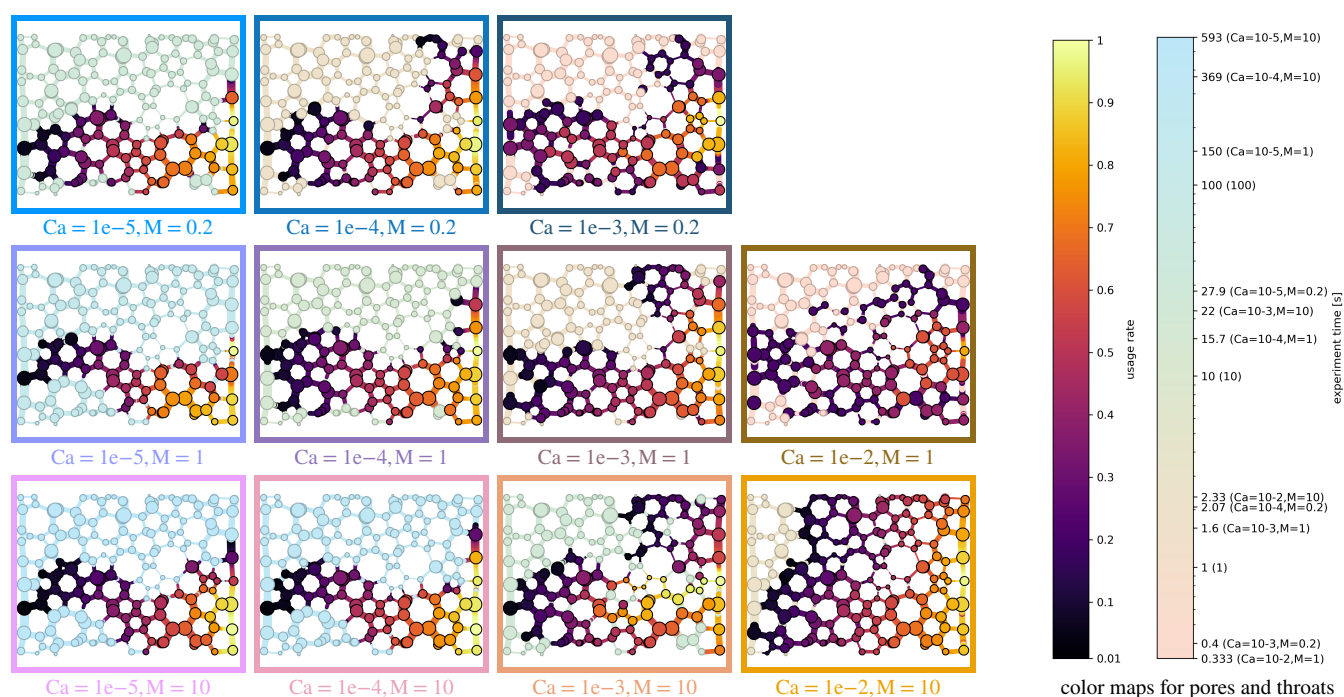 Ca = 1e−5, M = 0.2
Ca = 1e−4, M = 0.2
Ca = 1e−3, M = 0.2
Ca = 1e−5, M = 1
Ca = 1e−4, M = 1
Ca = 1e−3, M = 1
Ca = 1e−2, M = 1
Ca = 1e−5, M = 10
Ca = 1e−4, M = 10
Ca = 1e−3, M = 10
Ca = 1e−2, M = 10
1
0.9
0.8
0.7
0.6
0.5
0.4
0.3
0.2
0.1
0.01
usage rate
593 (Ca=10-5,M=10)
369 (Ca=10-4,M=10)
150 (Ca=10-5,M=1)
100 (100)
27.9 (Ca=10-5,M=0.2)
22 (Ca=10-3,M=10)
15.7 (Ca=10-4,M=1)
10 (10)
2.33 (Ca=10-2,M=10)
2.07 (Ca=10-4,M=0.2)
1.6 (Ca=10-3,M=1)
1 (1)
0.4 (Ca=10-3,M=0.2)
0.333 (Ca=10-2,M=1)
experiment time [s]
color maps for pores and throats